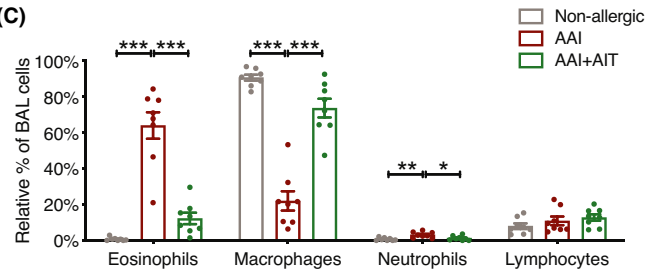 (C)
Non-allergic
AAI
AAI+AIT
Relative % of BAL cells
100%
80%
60%
40%
20%
0%
*** ***
*** ***
** *
Eosinophils Macrophages Neutrophils Lymphocytes